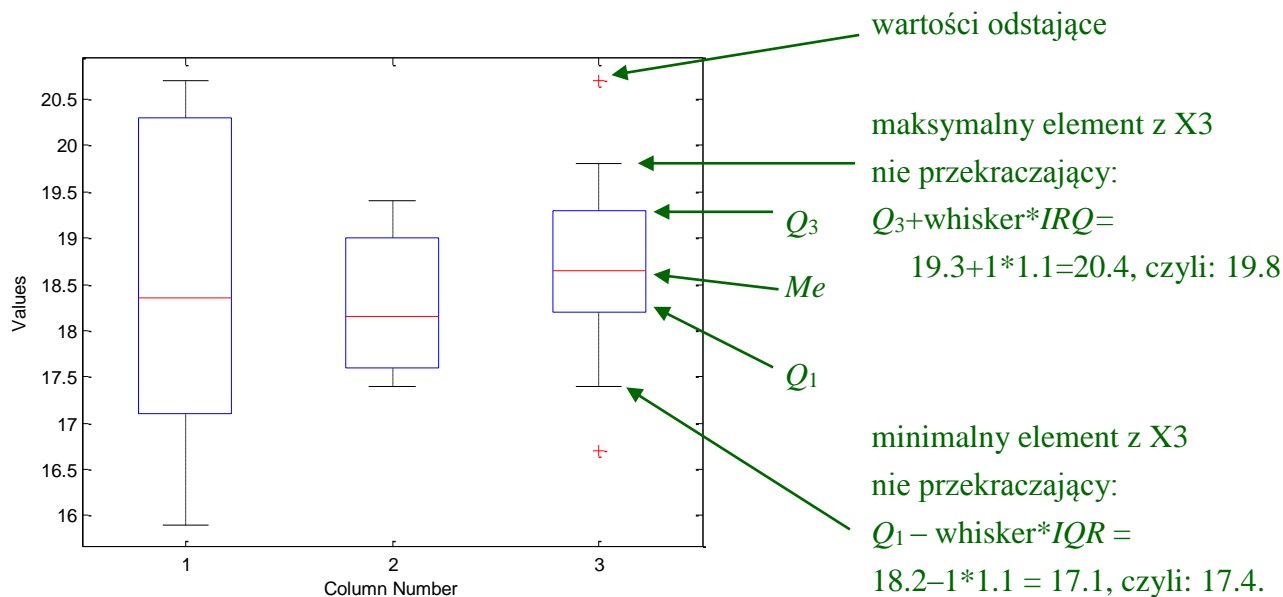 wartości odstające
maksymalny element z X3
nie przekraczający:
Q3+whisker*IRQ=
19.3+1*1.1=20.4, czyli: 19.8
Q3
Me
Q1
minimalny element z X3
nie przekraczający:
Q1 – whisker*IQR =
18.2–1*1.1 = 17.1, czyli: 17.4.
20.5
20
19.5
19
18.5
18
17.5
17
16.5
16
Values
1 2 3
Column Number